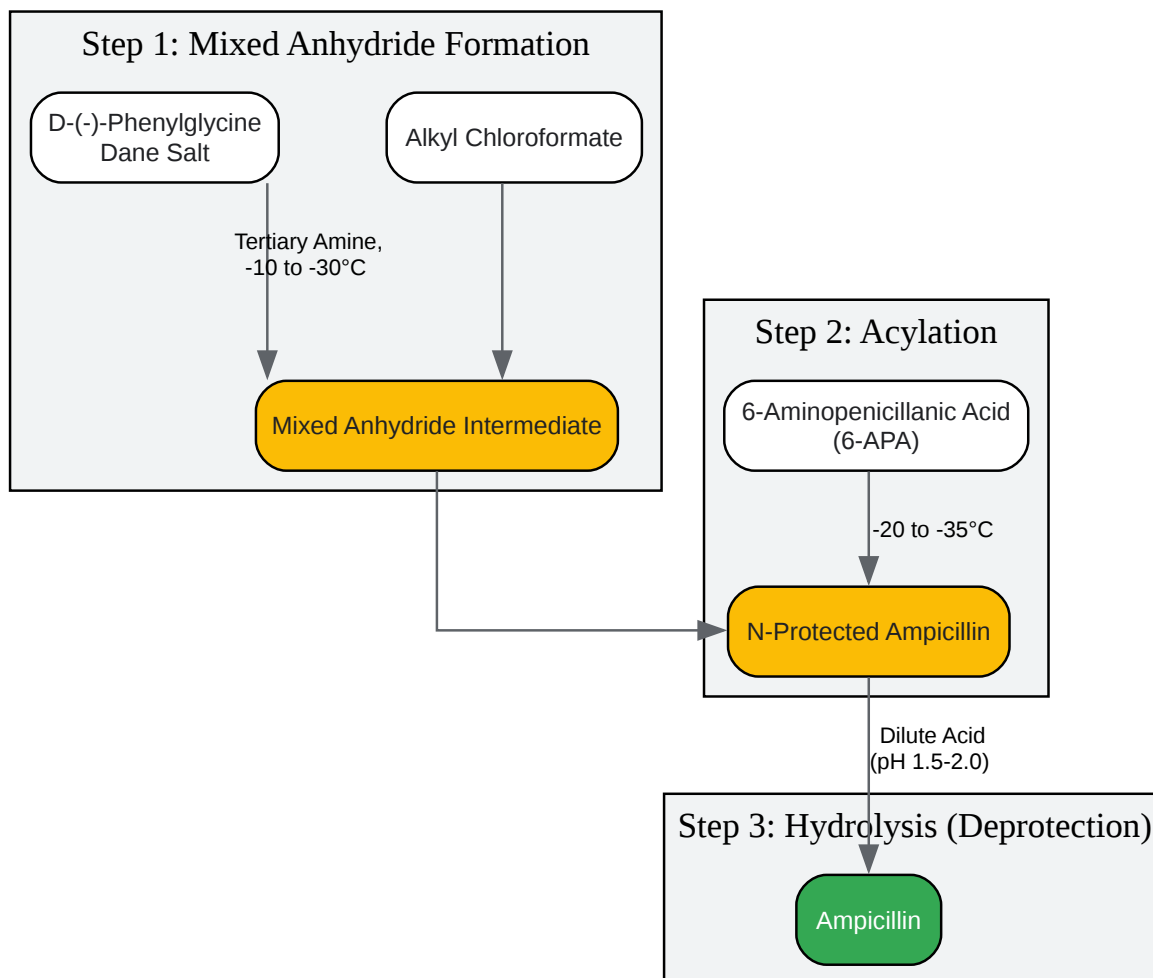 Step 1: Mixed Anhydride Formation
D-(-)-Phenylglycine
Dane Salt
Alkyl Chloroformate
Tertiary Amine,
-10 to -30°C
Mixed Anhydride Intermediate
Step 2: Acylation
6-Aminopenicillanic Acid
(6-APA)
-20 to -35°C
N-Protected Ampicillin
Dilute Acid
(pH 1.5-2.0)
Step 3: Hydrolysis (Deprotection)
Ampicillin